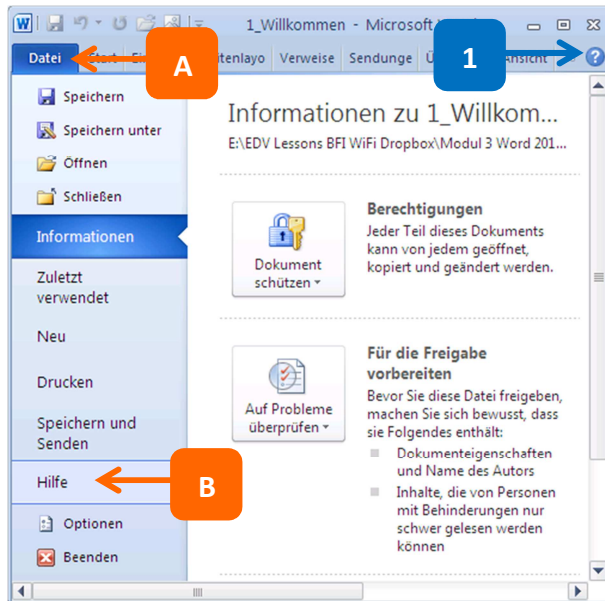 1_Willkommen - Microsoft
Datei Start
A
Verweise Sendunge
Ansicht
1
Speichern
Speichern unter
Öffnen
Schließen
Informationen
Zuletzt
verwendet
Neu
Drucken
Speichern und
Senden
Hilfe
B
Optionen
Beenden
Informationen zu 1_Willkom...
E:\EDV Lessons BFI WiFi Dropbox\Modul 3 Word 201...
Dokument
schützen
Berechtigungen
Jeder Teil dieses Dokuments
kann von jedem geöffnet,
kopiert und geändert werden.
Auf Probleme
überprüfen
Für die Freigabe
vorbereiten
Bevor Sie diese Datei freigeben,
machen Sie sich bewusst, dass
sie Folgendes enthält:
Dokumenteigenschaften
und Name des Autors
Inhalte, die von Personen
mit Behinderungen nur
schwer gelesen werden
können